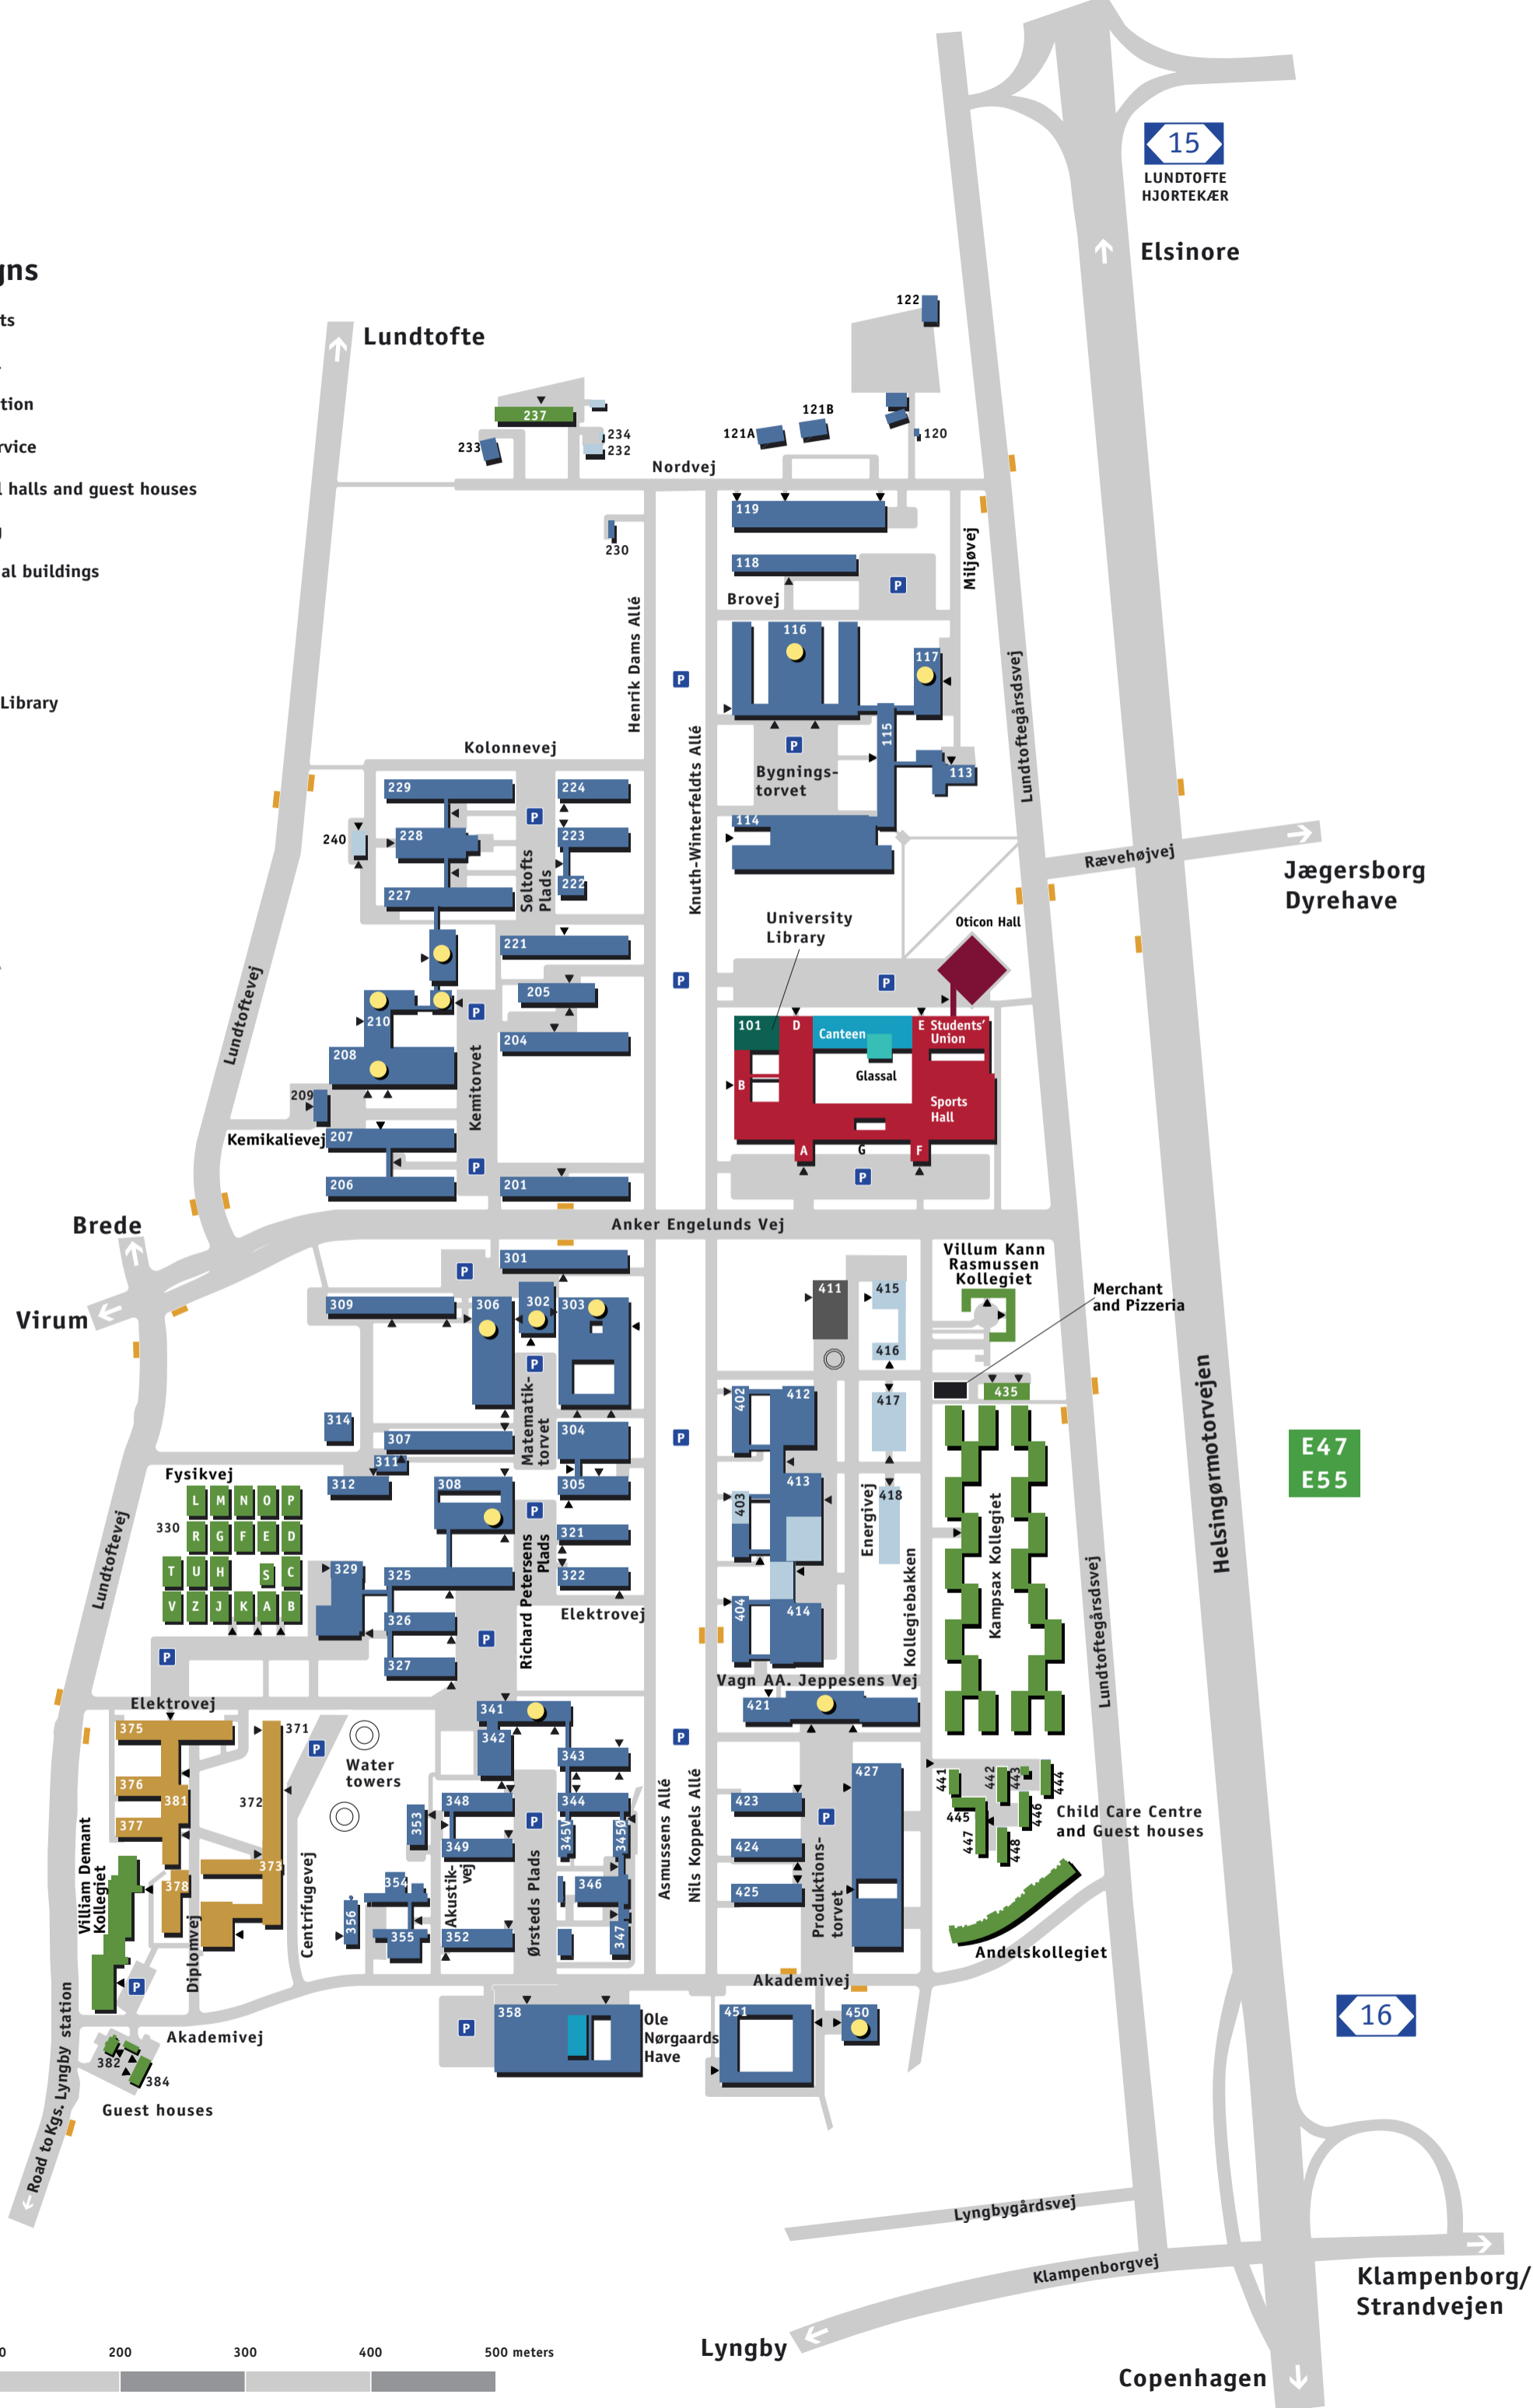 15
LUNDTOFTE
HJORTEKÆR
Elsinore
gns
ts
tion
rvice
l halls and guest houses
al buildings
Library
Lundtofte
122
237
121B
121A
120
233
234
232
Nordvej
119
230
118
P
Miljøvej
Brovej
Henrik Dams Allé
116
117
P
Lundtoftegårsdsvej
115
P
Knuth-Winterfeldts Allé
Bygnings-
torvet
113
Kolonnevej
229
224
P
114
240
228
223
227
222
Søltofts
Plads
Rævehøjvej
Jægersborg
Dyrehave
University
Library
Oticon Hall
221
Lundtoftevej
205
P
P
P
210
204
101
D
Canteen
E
Students'
Union
208
Kemitorvet
Glassal
B
209
Sports
Hall
Kemikalievej
207
A
G
F
P
P
206
201
Brede
Anker Engelunds Vej
301
P
Villum Kann
Rasmussen
Kollegiet
Merchant
and Pizzeria
Virum
309
306
302
303
411
415
416
P
Matematik-
torvet
402
412
417
435
Helsingørmotorvejen
314
307
304
P
E47
E55
311
Fysikvej
312
308
305
413
403
418
L
M
N
O
P
330
R
G
F
E
D
P
321
Energivej
Kampsax Kollegiet
Richard Petersens
Plads
T
U
H
S
C
329
325
322
Kollegiebakken
V
Z
J
K
A
B
Lundtoftevej
326
Elektrovej
404
414
Lundtoftegårdsvej
P
P
327
Vagn AA. Jeppesens Vej
Elektrovej
341
421
375
371
342
P
P
Water
towers
343
427
441
442
443
444
376
381
372
348
344
423
P
445
446
Child Care Centre
and Guest houses
377
353
P
349
345V
345Ø
424
447
448
Asmussens Allé
Nils Koppels Allé
373
Villiam Demant
Kollegiet
378
354
Akustik-
vej
346
425
Produktions-
torvet
Centrifugevej
356
355
352
Ørsteds Plads
347
Diplomvej
Andelskollegiet
P
Akademivej
358
451
450
16
P
Ole
Nørgaards
Have
Akademivej
382
384
Guest houses
Road to Kgs. Lyngby station
Lyngbygårdsvej
Klampenborgvej
Klampenborg/
Strandvejen
Lyngby
0
200
300
400
500 meters
Copenhagen